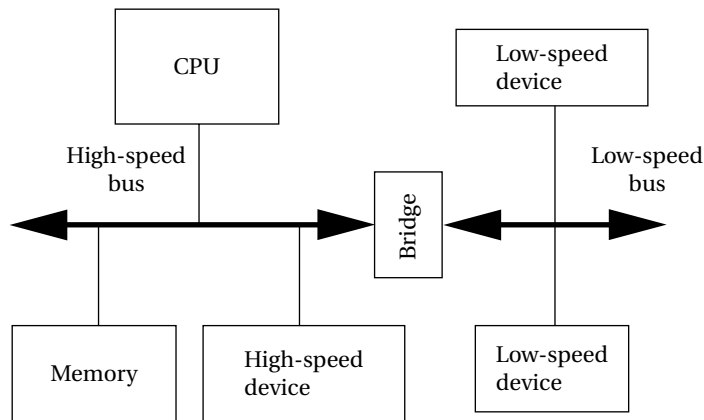 CPU
Low-speed
device
High-speed
bus
Low-speed
bus
Bridge
Memory
High-speed
device
Low-speed
device